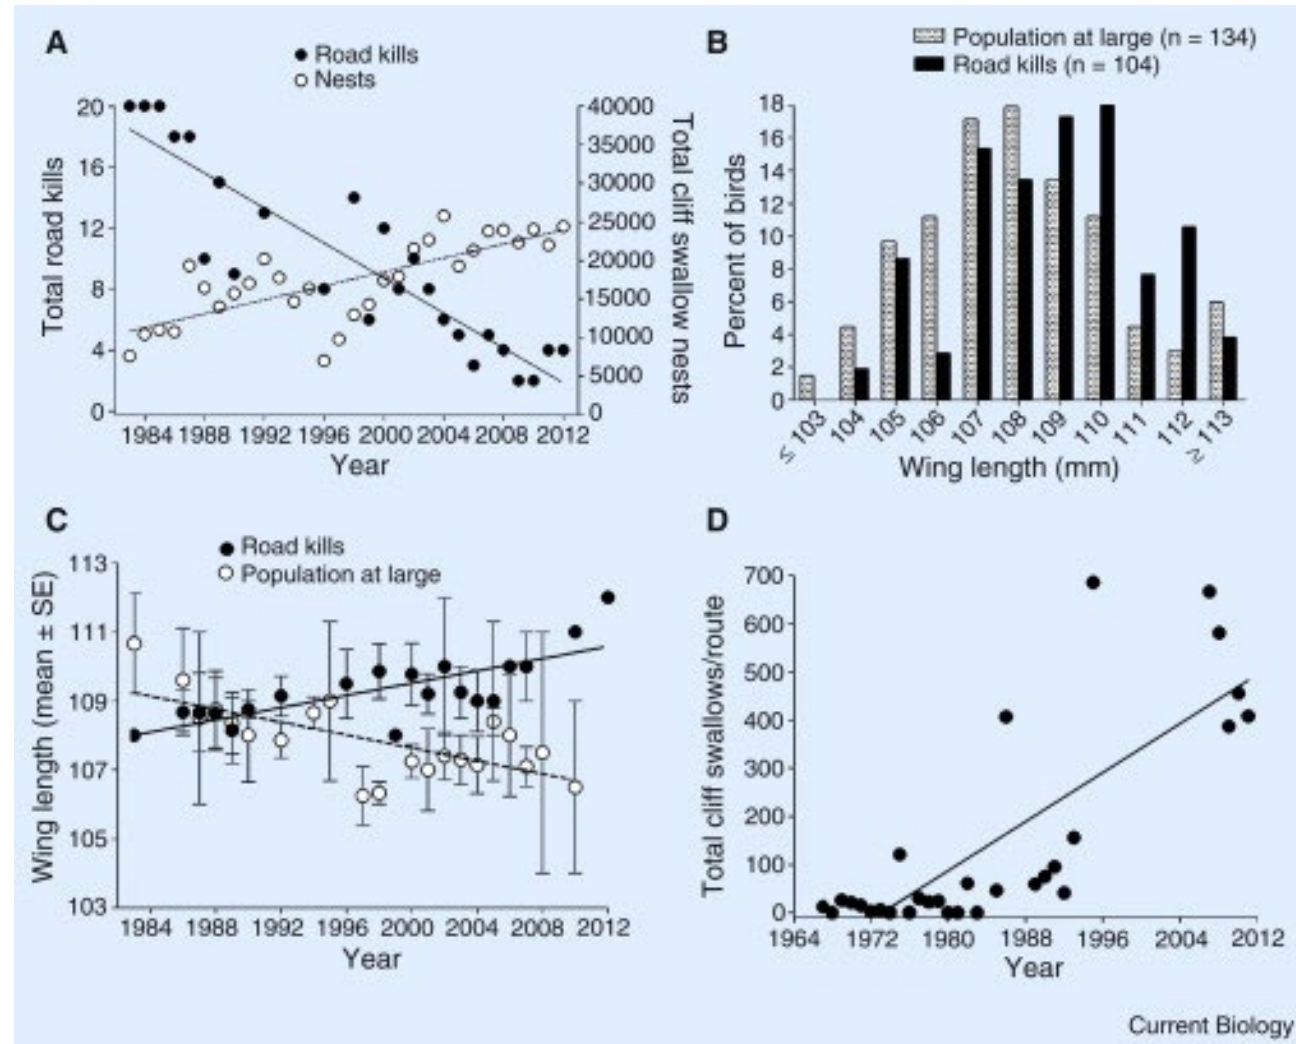 A
Road kills
Nests
Total road kills
20
16
12
8
4
0
40000
35000
30000
25000
20000
15000
10000
5000
0
Total cliff swallow nests
1984 1988 1992 1996 2000 2004 2008 2012
Year
B
Population at large (n = 134)
Road kills (n = 104)
Percent of birds
18
16
14
12
10
8
6
4
2
0
≤ 103 104 105 106 107 108 109 110 111 112 ≥ 113
Wing length (mm)
C
Road kills
Population at large
Wing length (mean ± SE)
113
111
109
107
105
103
1984 1988 1992 1996 2000 2004 2008 2012
Year
D
Total cliff swallows/route
700
600
500
400
300
200
100
0
1964 1972 1980 1988 1996 2004 2012
Year
Current Biology